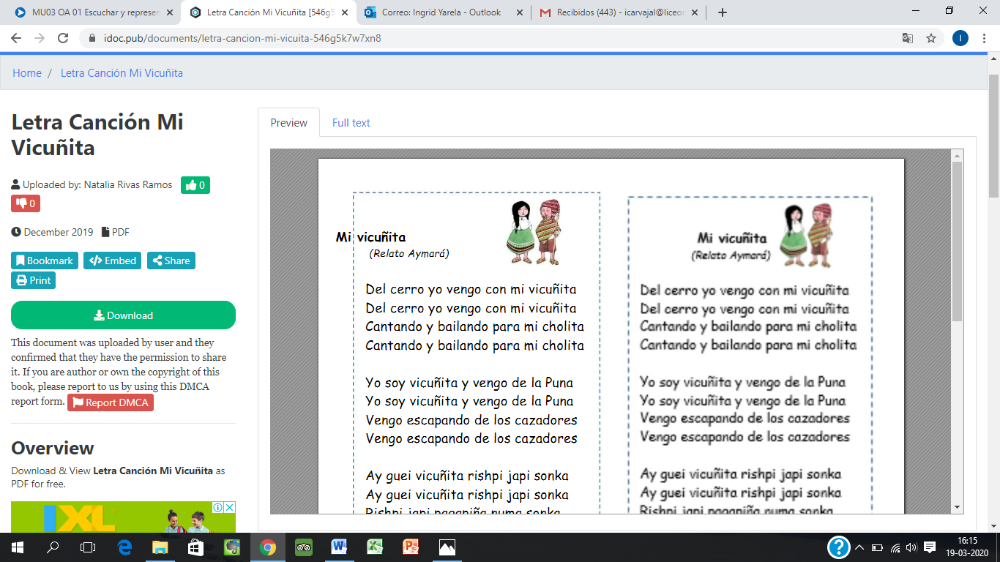 MU03 OA 01 Escuchar y represen
Letra Canción Mi Vicuñita [546g5
Correo: Ingrid Yarela - Outlook
Recibidos (443) - icarvajal@liceor
idoc.pub/documents/letra-cancion-mi-vicuita-546g5k7w7xn8
I
Home / Letra Canción Mi Vicuñita
Letra Canción Mi
Vicuñita
Uploaded by: Natalia Rivas Ramos 0
0
December 2019 PDF
Bookmark Embed Share
Print
Download
This document was uploaded by user and they
confirmed that they have the permission to share
it. If you are author or own the copyright of this
book, please report to us by using this DMCA
report form. Report DMCA
Overview
Download & View Letra Canción Mi Vicuñita as
PDF for free.
IXL
Preview Full text
Mi vicuñita
(Relato Aymará)
Del cerro yo vengo con mi vicuñita
Del cerro yo vengo con mi vicuñita
Cantando y bailando para mi cholita
Cantando y bailando para mi cholita
Yo soy vicuñita y vengo de la Puna
Yo soy vicuñita y vengo de la Puna
Vengo escapando de los cazadores
Vengo escapando de los cazadores
Ay guei vicuñita rishpi japi sonka
Ay guei vicuñita rishpi japi sonka
Rishpi japi pogapiña numa sonka
Mi vicuñita
(Relato Aymará)
Del cerro yo vengo con mi vicuñita
Del cerro yo vengo con mi vicuñita
Cantando y bailando para mi cholita
Cantando y bailando para mi cholita
Yo soy vicuñita y vengo de la Puna
Yo soy vicuñita y vengo de la Puna
Vengo escapando de los cazadores
Vengo escapando de los cazadores
Ay guei vicuñita rishpi japi sonka
Ay guei vicuñita rishpi japi sonka
Rishpi japi pogapiña numa sonka
16:15
19-03-2020